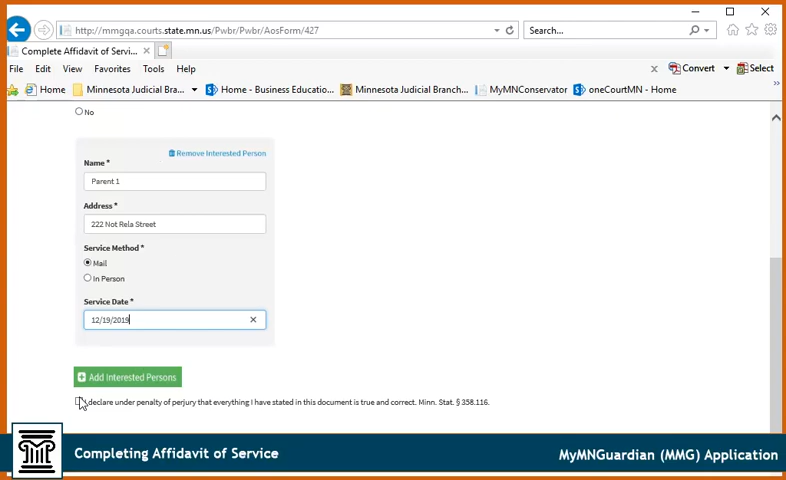 http://mmgqa.courts.state.mn.us/Pwbr/Pwbr/AosForm/427
Search...
Complete Affidavit of Servi...
File Edit View Favorites Tools Help
Convert Select
Home Minnesota Judicial Bran... Home - Business Educatio... Minnesota Judicial Branch... MyMNConservator oneCourtMN - Home
No
Remove Interested Person
Name *
Parent 1
Address *
222 Not Rela Street
Service Method *
Mail
In Person
Service Date *
12/19/2019
Add Interested Persons
I declare under penalty of perjury that everything I have stated in this document is true and correct. Minn. Stat. § 358.116.
Completing Affidavit of Service
MyMNGuardian (MMG) Application